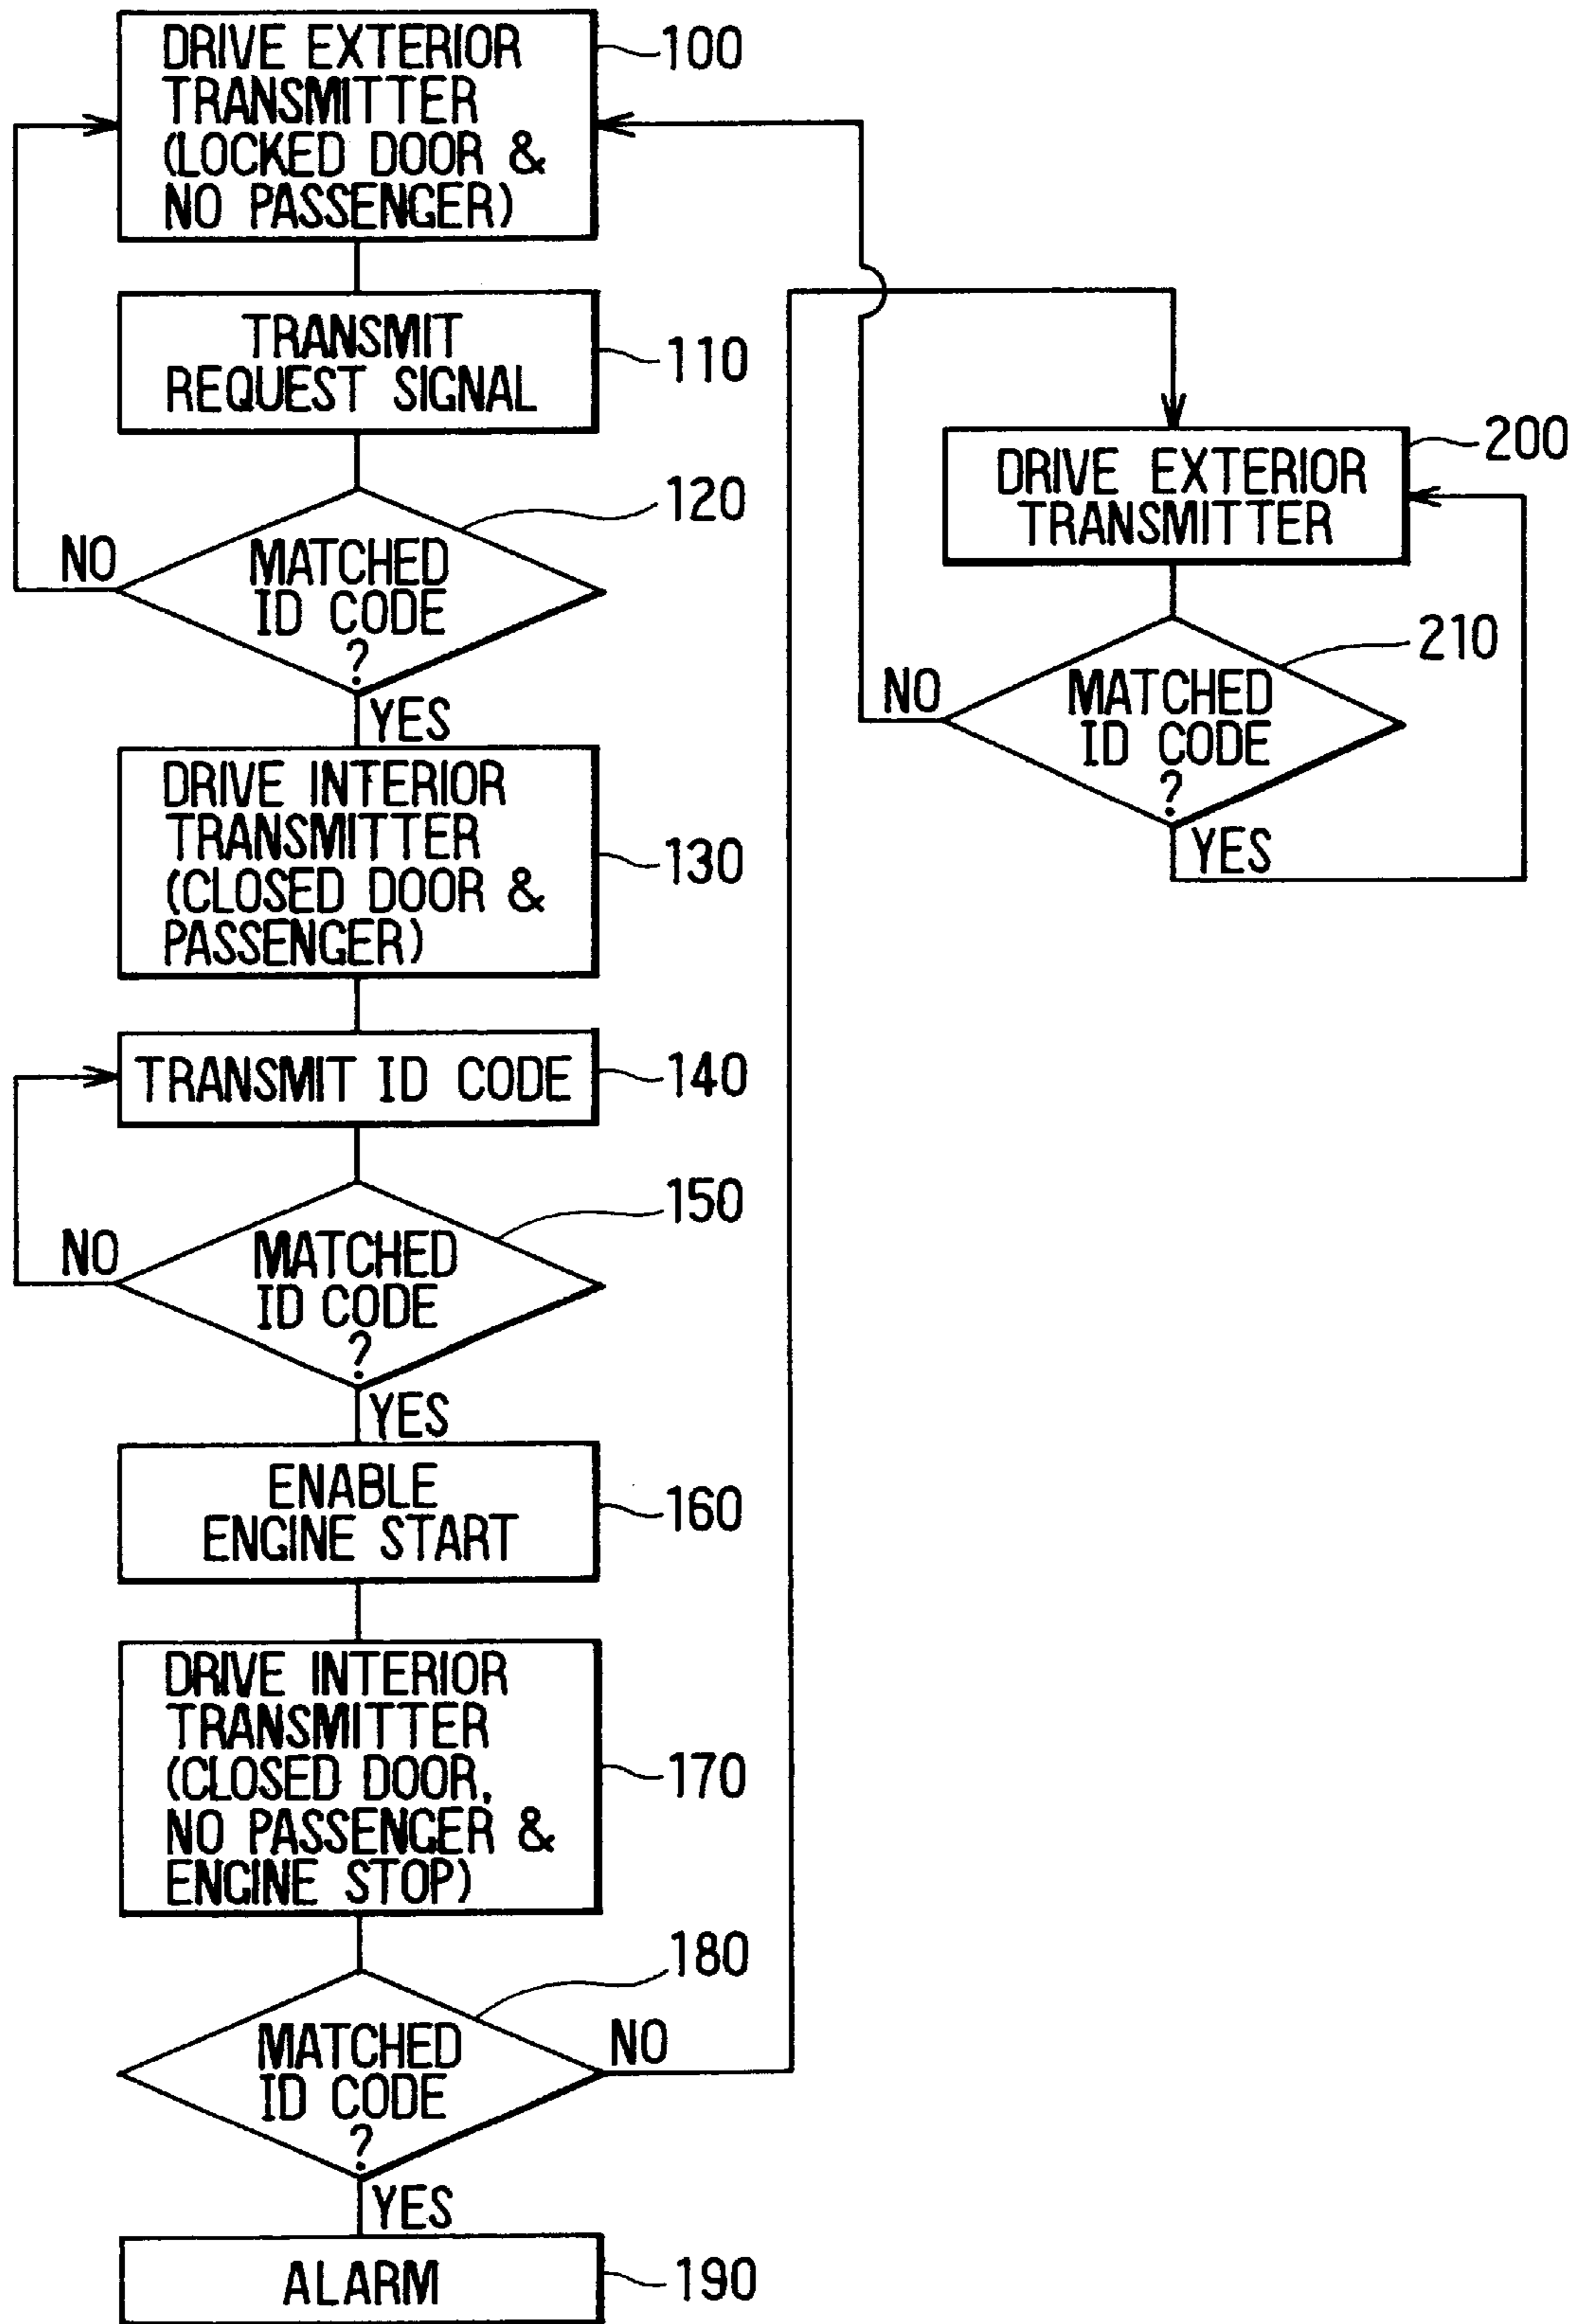 DRIVE EXTERIOR
TRANSMITTER
(LOCKED DOOR &
NO PASSENGER)
100
TRANSMIT
REQUEST SIGNAL
110
120
MATCHED
ID CODE
?
NO
YES
DRIVE INTERIOR
TRANSMITTER
(CLOSED DOOR &
PASSENGER)
130
TRANSMIT ID CODE
140
150
MATCHED
ID CODE
?
NO
YES
ENABLE
ENGINE START
160
DRIVE INTERIOR
TRANSMITTER
(CLOSED DOOR,
NO PASSENGER &
ENGINE STOP)
170
180
MATCHED
ID CODE
?
NO
YES
ALARM
190
DRIVE EXTERIOR
TRANSMITTER
200
210
MATCHED
ID CODE
?
NO
YES